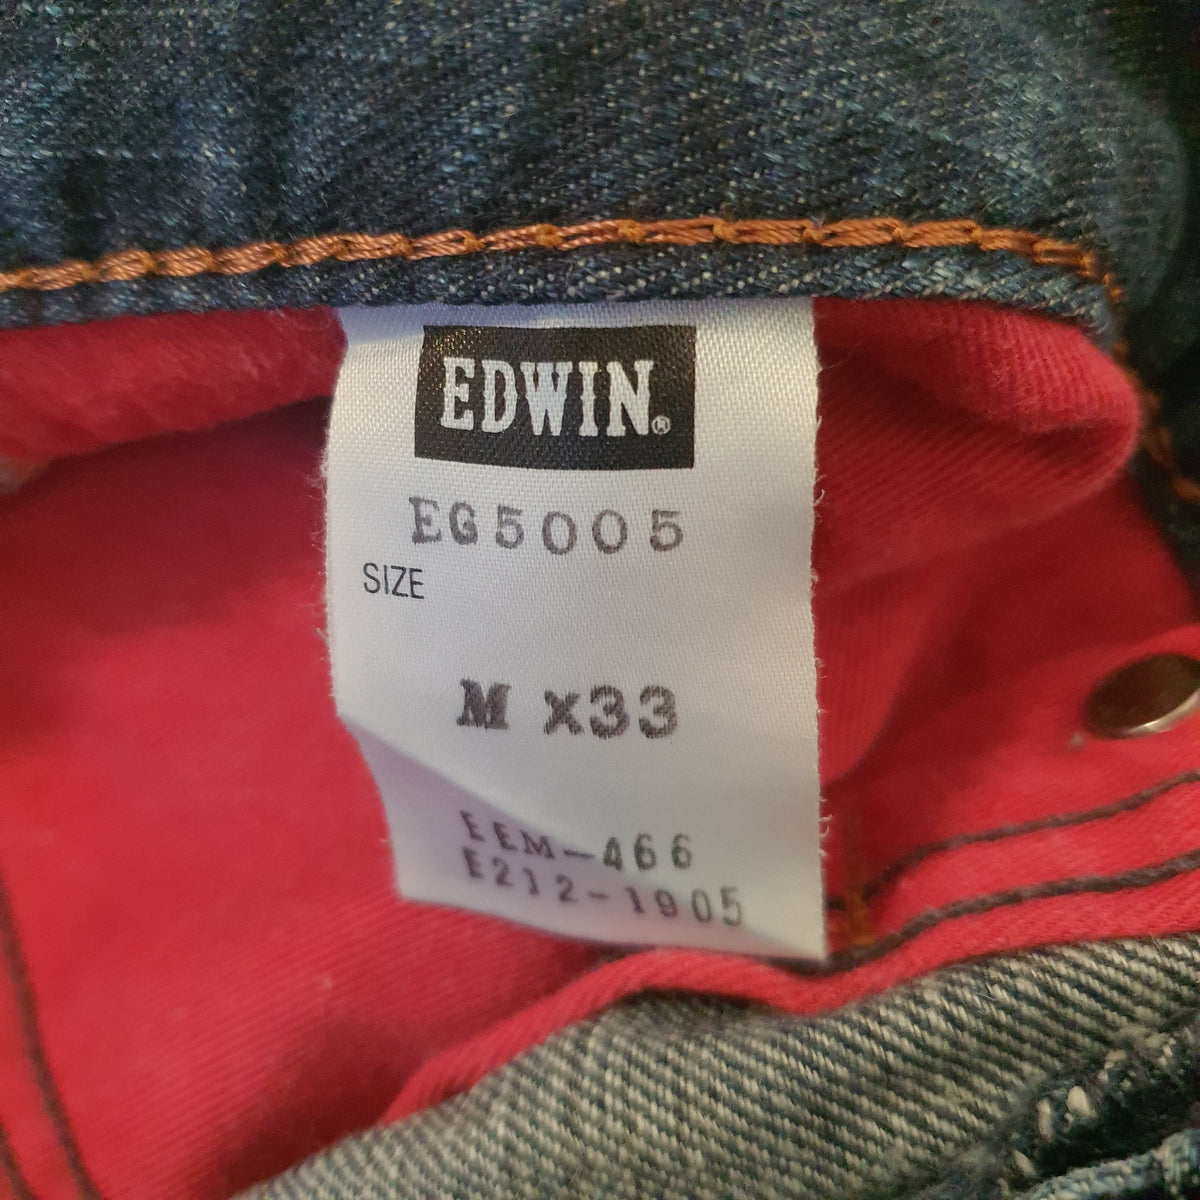 EDWIN®
EG5005
SIZE
M x33
EEM-466
E212-1905